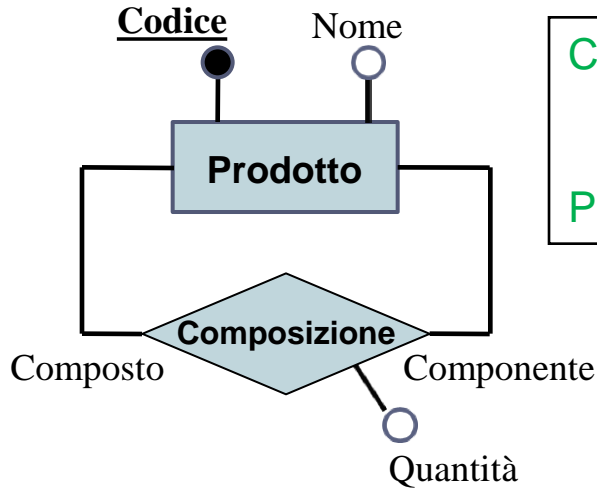 Codice
Nome
C
Prodotto
P
Composizione
Composto
Componente
Quantità